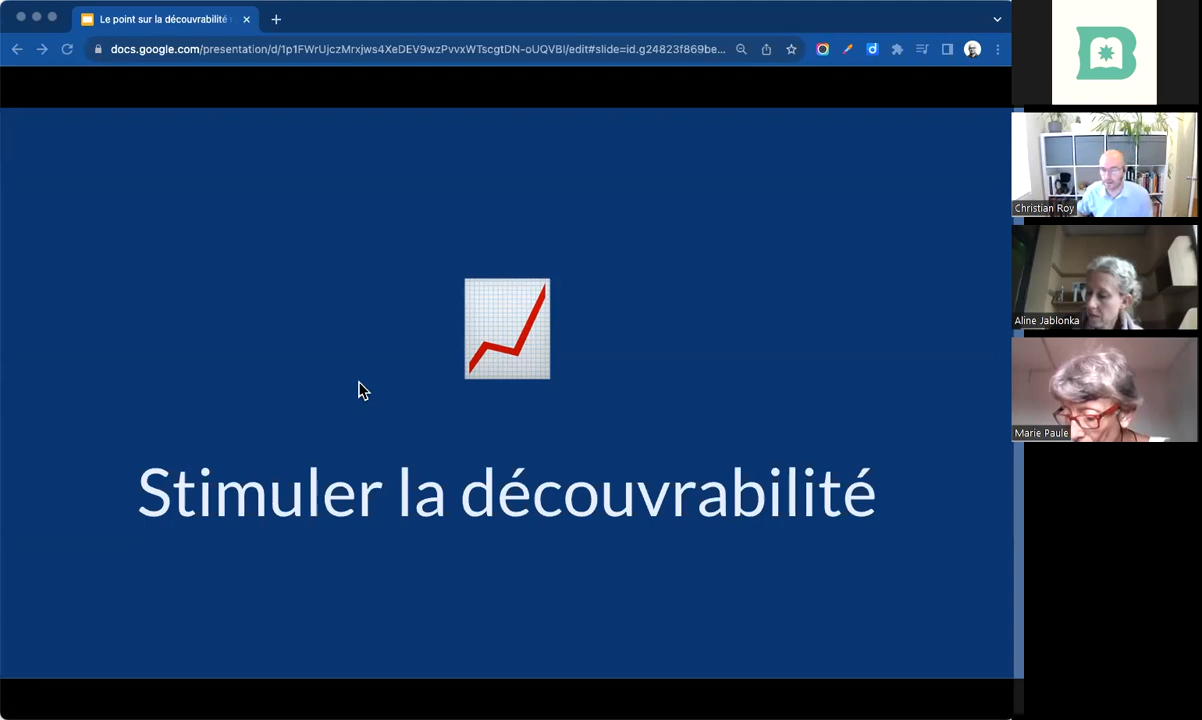 Le point sur la découvrabilité
docs.google.com/presentation/d/1p1FWrUjczMrxjws4XeDEV9wzPvvxWTscgtDN-oUQVBI/edit#slide=id.g24823f869be...
Stimuler la découvrabilité
Christian Roy
Aline Jablonka
Marie Paule